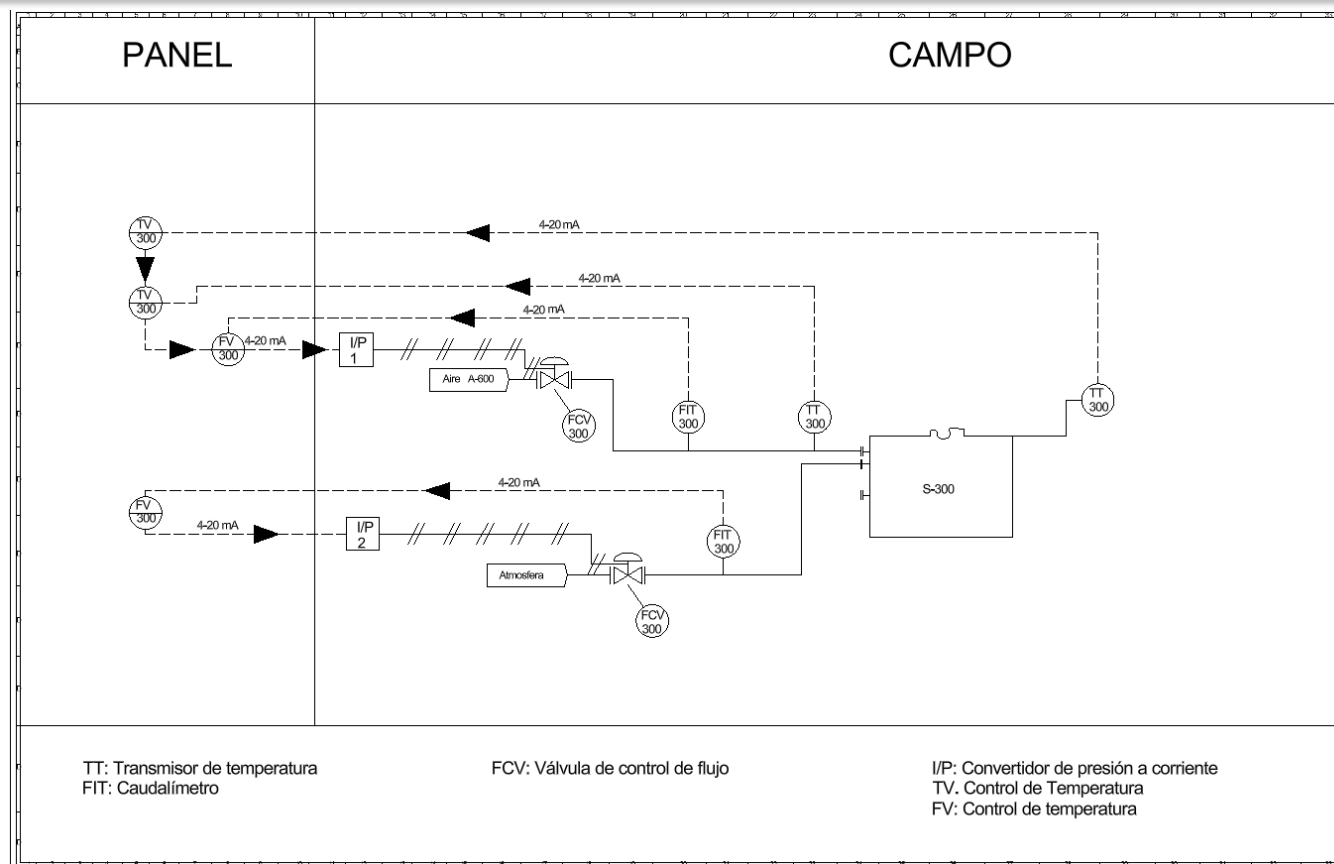 PANEL
CAMPO
TV
300
4-20 mA
TV
300
4-20 mA
4-20 mA
FV
300
4-20 mA
I/P
1
Aire A-600
FCV
300
FIT
300
TT
300
TT
300
S-300
FV
300
4-20 mA
4-20 mA
I/P
2
Atmosfera
FIT
300
FCV
300
TT: Transmisor de temperatura
FIT: Caudalímetro
FCV: Válvula de control de flujo
I/P: Convertidor de presión a corriente
TV. Control de Temperatura
FV: Control de temperatura